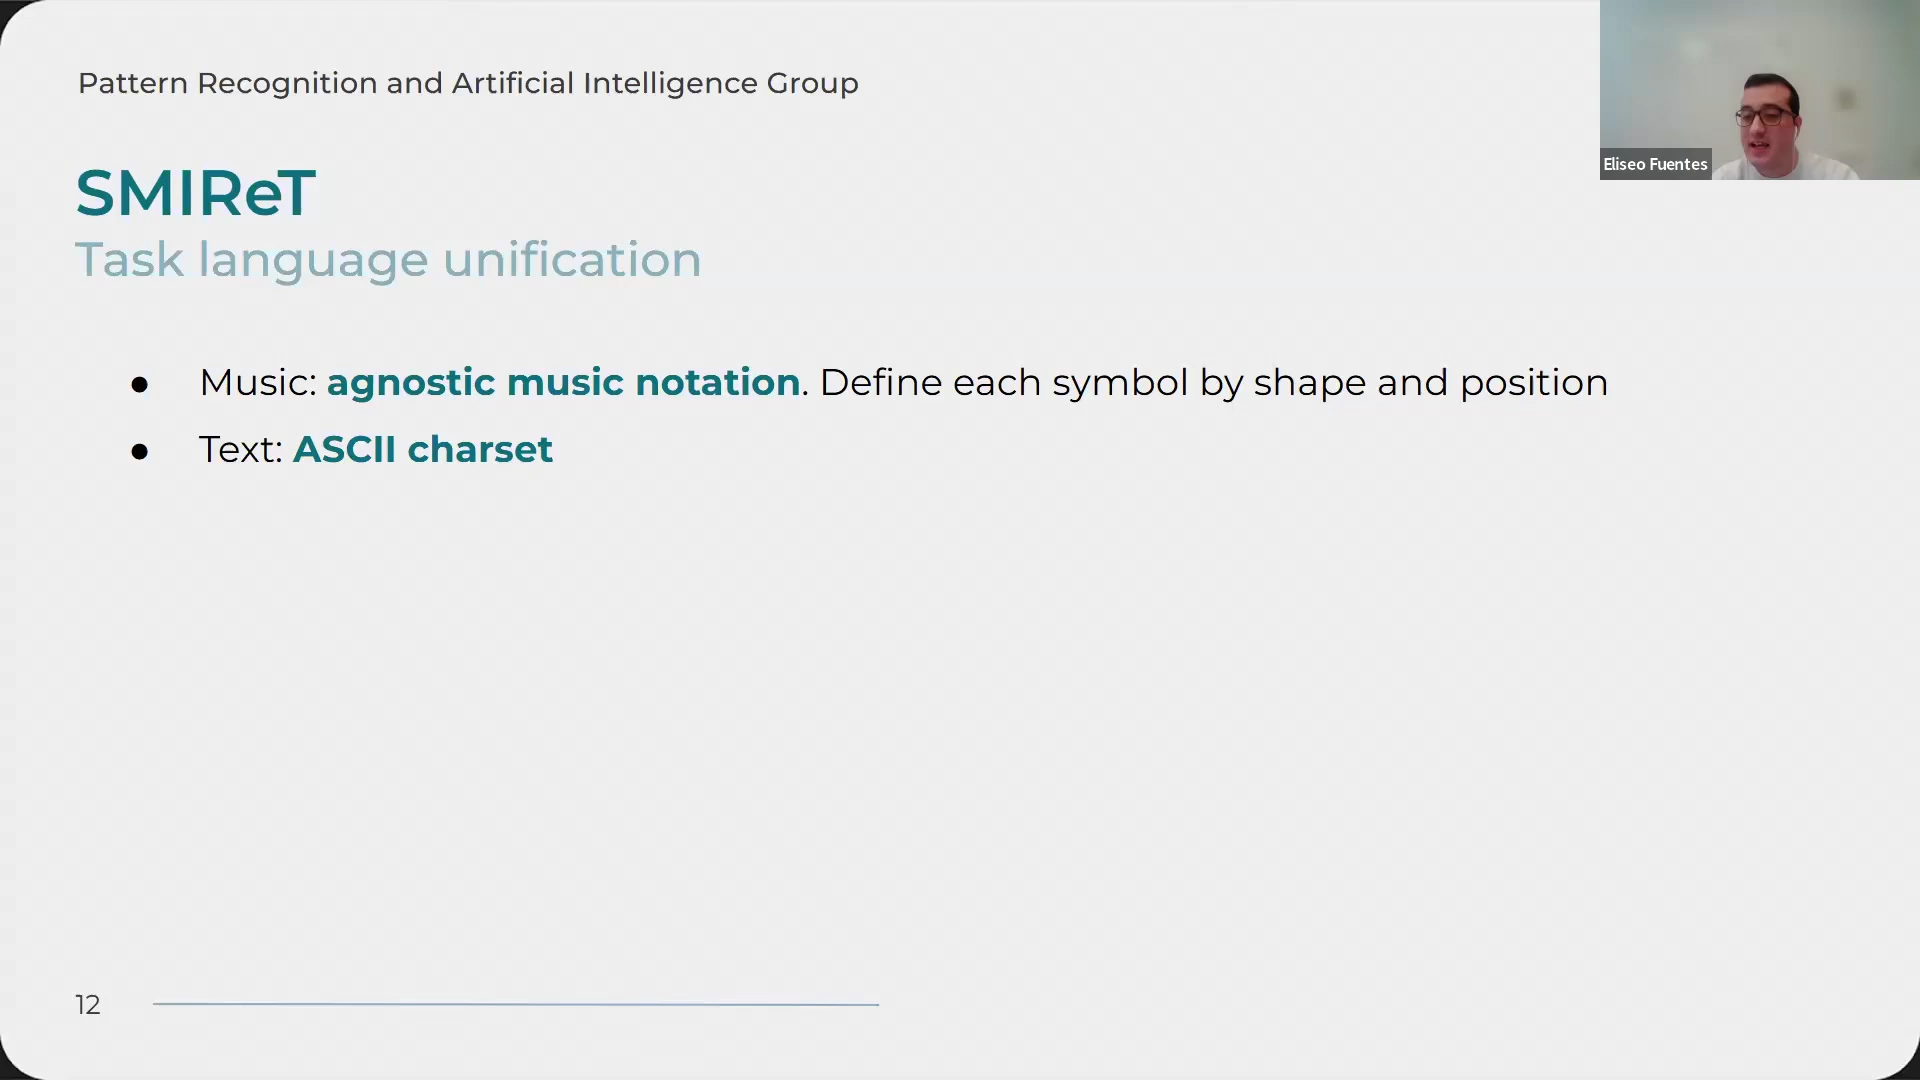 Pattern Recognition and Artificial Intelligence Group
Eliseo Fuentes
SMIReT
Task language unification
● Music: agnostic music notation. Define each symbol by shape and position
● Text: ASCII charset
12